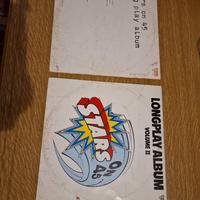 rs on 45
g play album
LONGPLAY ALBUM
VOLUME II
STARS
ON
45